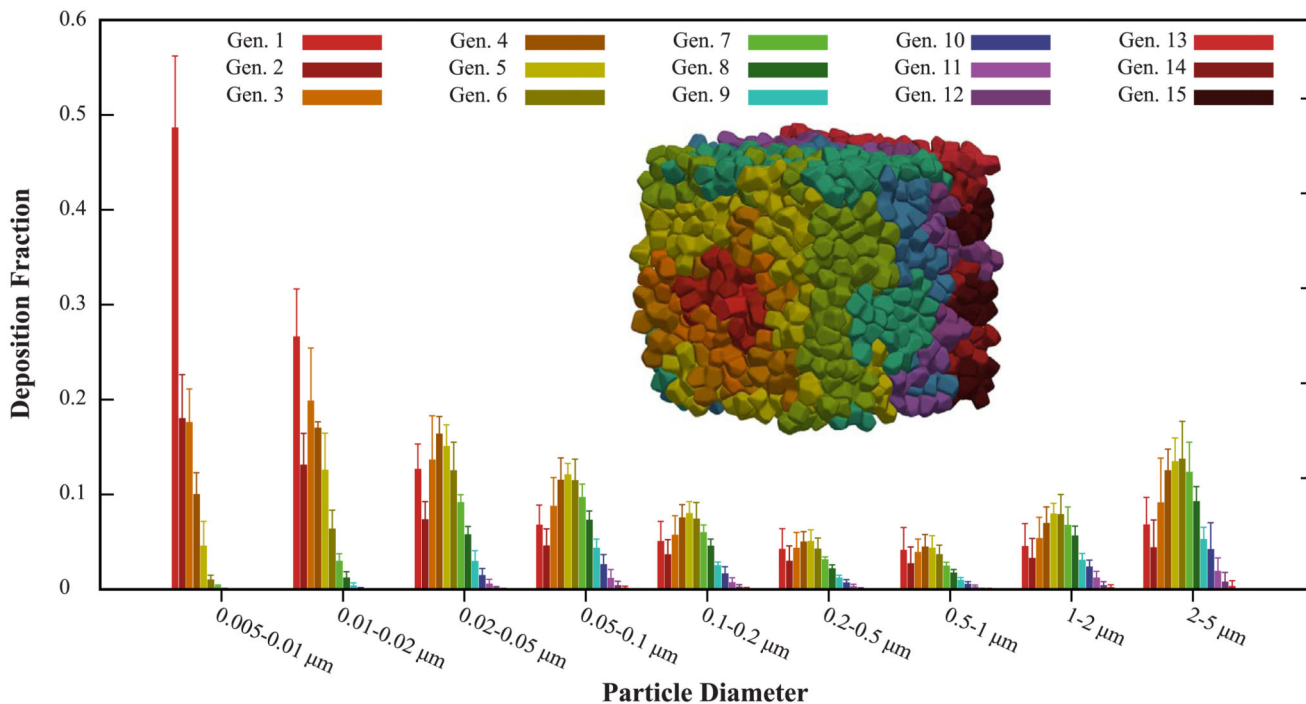 0.6
Gen. 1 Gen. 4 Gen. 7 Gen. 10 Gen. 13
Gen. 2 Gen. 5 Gen. 8 Gen. 11 Gen. 14
Gen. 3 Gen. 6 Gen. 9 Gen. 12 Gen. 15
0.5
0.4
0.3
0.2
0.1
0
Deposition Fraction
0.005-0.01 μm
0.01-0.02 μm
0.02-0.05 μm
0.05-0.1 μm
0.1-0.2 μm
0.2-0.5 μm
0.5-1 μm
1-2 μm
2-5 μm
Particle Diameter